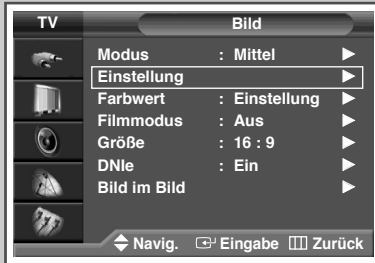 TV Bild
Modus : Mittel
Einstellung
Farbwert : Einstellung
Filmmodus : Aus
Größe : 16 : 9
DNIe : Ein
Bild im Bild
Navig. Eingabe Zurück